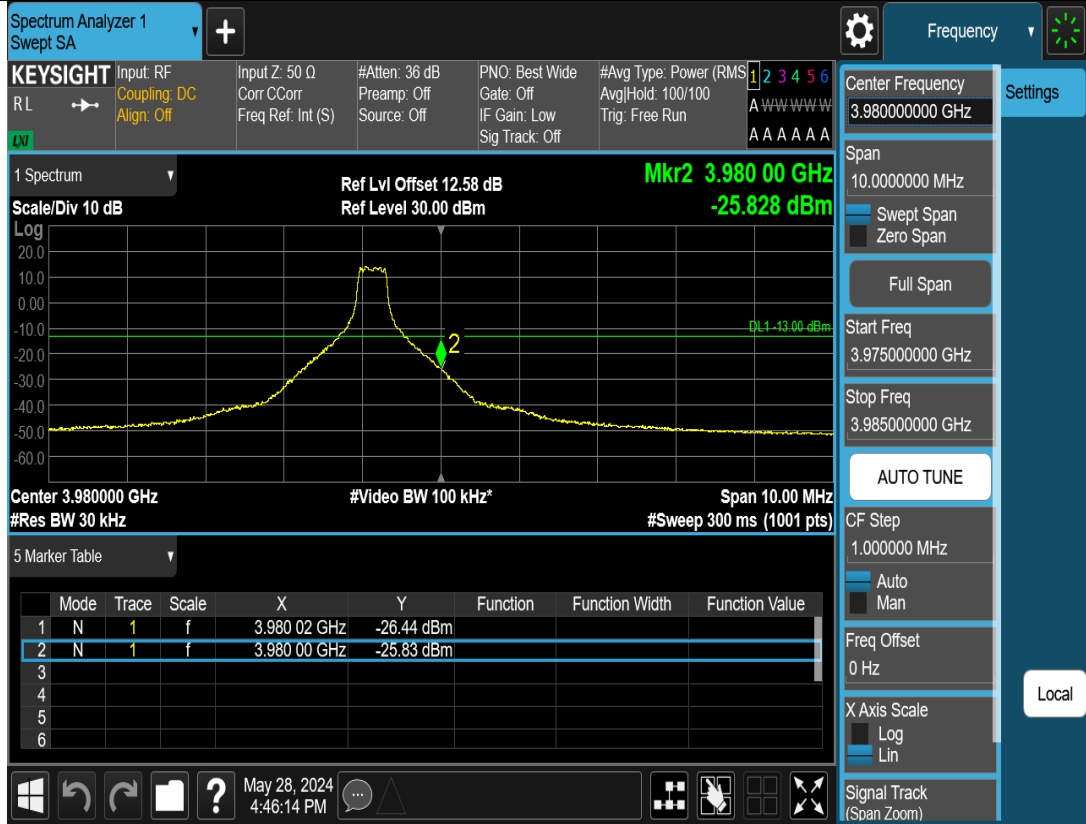 Spectrum Analyzer 1
Swept SA
+
Frequency
KEYSIGHT
RL
LXI
Input: RF
Coupling: DC
Align: Off
Input Z: 50 Ω
Corr CCorr
Freq Ref: Int (S)
#Atten: 36 dB
Preamp: Off
Source: Off
PNO: Best Wide
Gate: Off
IF Gain: Low
Sig Track: Off
#Avg Type: Power (RMS
Avg|Hold: 100/100
Trig: Free Run
1 2 3 4 5 6
A W W W W W
A A A A A A
1 Spectrum
Scale/Div 10 dB
Ref Lvl Offset 12.58 dB
Ref Level 30.00 dBm
Mkr2 3.980 00 GHz
-25.828 dBm
Log
20.0
10.0
0.00
-10.0
-20.0
-30.0
-40.0
-50.0
-60.0
DL1 -13.00 dBm
2
Center 3.980000 GHz
#Video BW 100 kHz*
Span 10.00 MHz
#Res BW 30 kHz
#Sweep 300 ms (1001 pts)
5 Marker Table
Mode Trace Scale X Y Function Function Width Function Value
1 N 1 f 3.980 02 GHz -26.44 dBm
2 N 1 f 3.980 00 GHz -25.83 dBm
3
4
5
6
?
May 28, 2024
4:46:14 PM
Center Frequency
3.980000000 GHz
Settings
Span
10.0000000 MHz
Swept Span
Zero Span
Full Span
Start Freq
3.975000000 GHz
Stop Freq
3.985000000 GHz
AUTO TUNE
CF Step
1.000000 MHz
Auto
Man
Freq Offset
0 Hz
Local
X Axis Scale
Log
Lin
Signal Track
(Span Zoom)